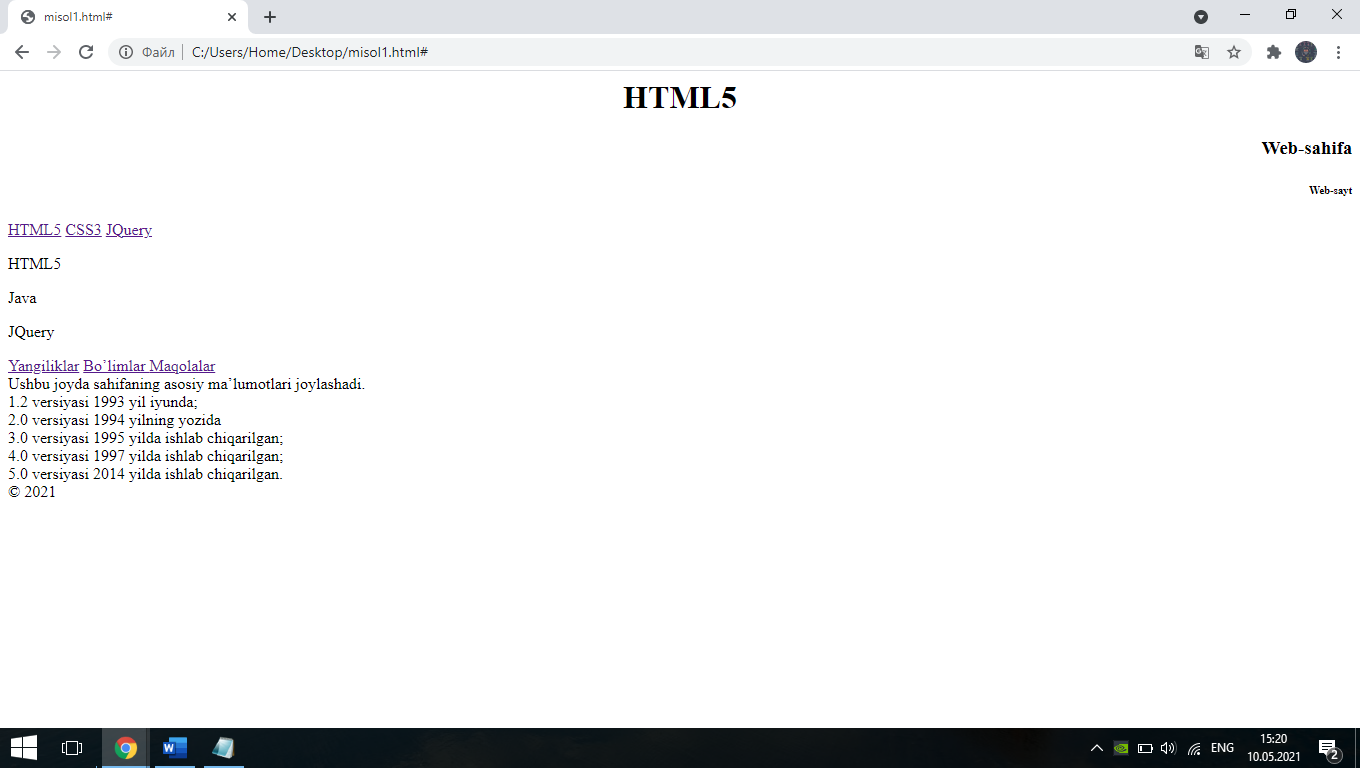 misol1.html#
Файл
C:/Users/Home/Desktop/misol1.html#
HTML5
Web-sahifa
Web-sayt
HTML5 CSS3 JQuery
HTML5
Java
JQuery
Yangiliklar Bo’limlar Maqolalar
Ushbu joyda sahifaning asosiy ma`lumotlari joylashadi.
1.2 versiyasi 1993 yil iyunda;
2.0 versiyasi 1994 yilning yozida
3.0 versiyasi 1995 yilda ishlab chiqarilgan;
4.0 versiyasi 1997 yilda ishlab chiqarilgan;
5.0 versiyasi 2014 yilda ishlab chiqarilgan.
© 2021
ENG
15:20
10.05.2021
2